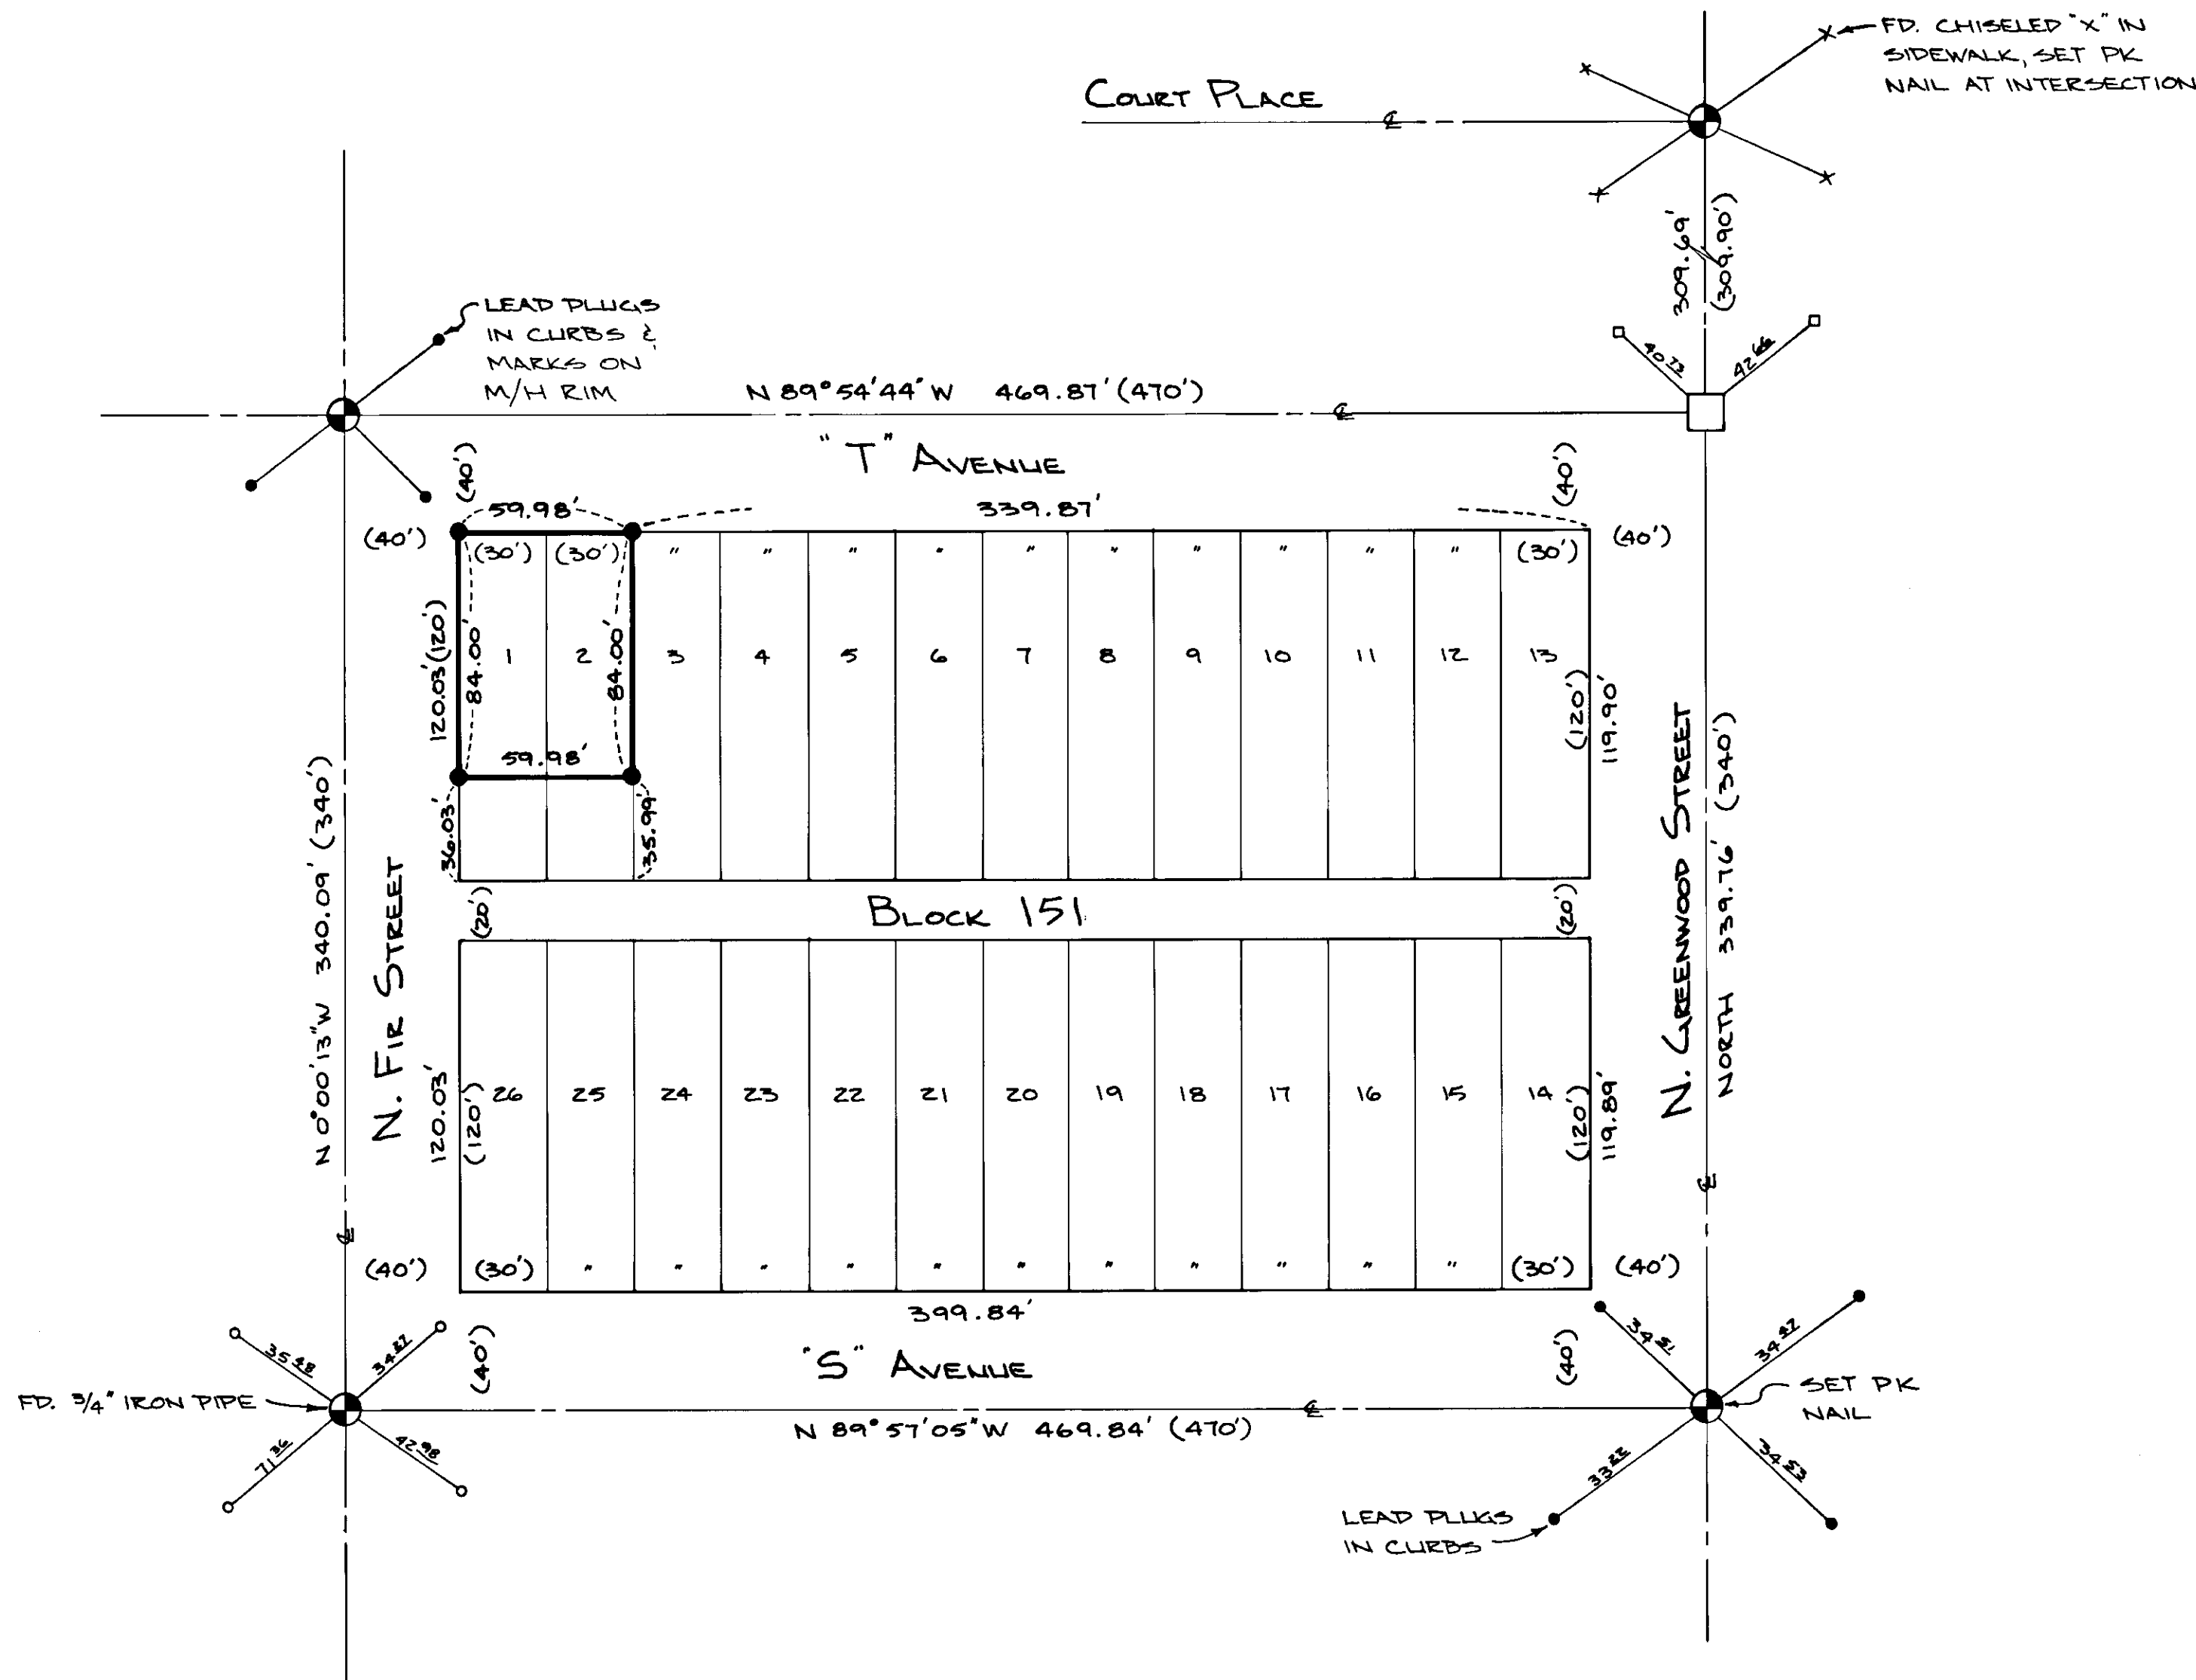 FD. CHISELED "X" IN
SIDEWALK, SET PK
NAIL AT INTERSECTION
COURT PLACE
℄
309.69'
(309.90')
LEAD PLUGS
IN CURBS &
MARKS ON
M/H RIM
40 73
42 66
N 89°54'44" W 469.87' (470')
℄
"T" AVENUE
(40')
(40')
59.98'
339.87'
(40')
(40')
(30') (30') " " " " " " " " " " (30')
120.03' (120')
84.00'
84.00'
1 2 3 4 5 6 7 8 9 10 11 12 13
(120')
119.90'
59.98'
36.03'
35.99'
N 0°00'13" W 340.09' (340')
N. FIR STREET
N. GREENWOOD STREET
NORTH 339.76' (340')
(20')
BLOCK 151
(20')
120.03'
(120')
26 25 24 23 22 21 20 19 18 17 16 15 14
(120')
119.89'
℄
℄
(40')
(30') " " " " " " " " " " " (30')
(40')
399.84'
(40')
"S" AVENUE
(40')
35 48
34
34
34
FD. 3/4" IRON PIPE
SET PK
NAIL
℄
N 89°57'05" W 469.84' (470')
71 36
42 98
33 22
34 53
LEAD PLUGS
IN CURBS